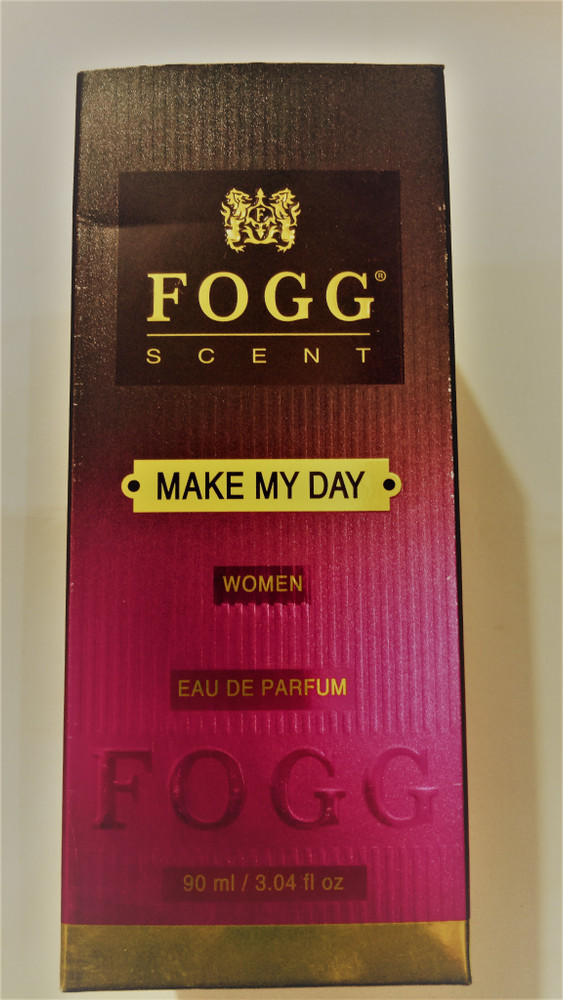 F
FOGG®
SCENT
MAKE MY DAY
WOMEN
EAU DE PARFUM
FOGG
90 ml / 3.04 fl oz